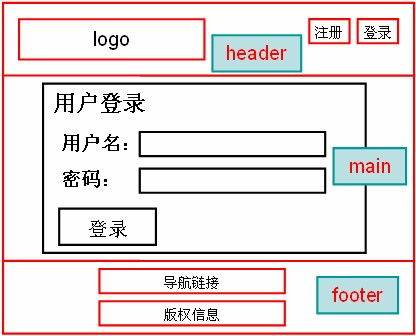 logo
header
注册
登录
用户登录
用户名：
密码：
main
登录
导航链接
版权信息
footer